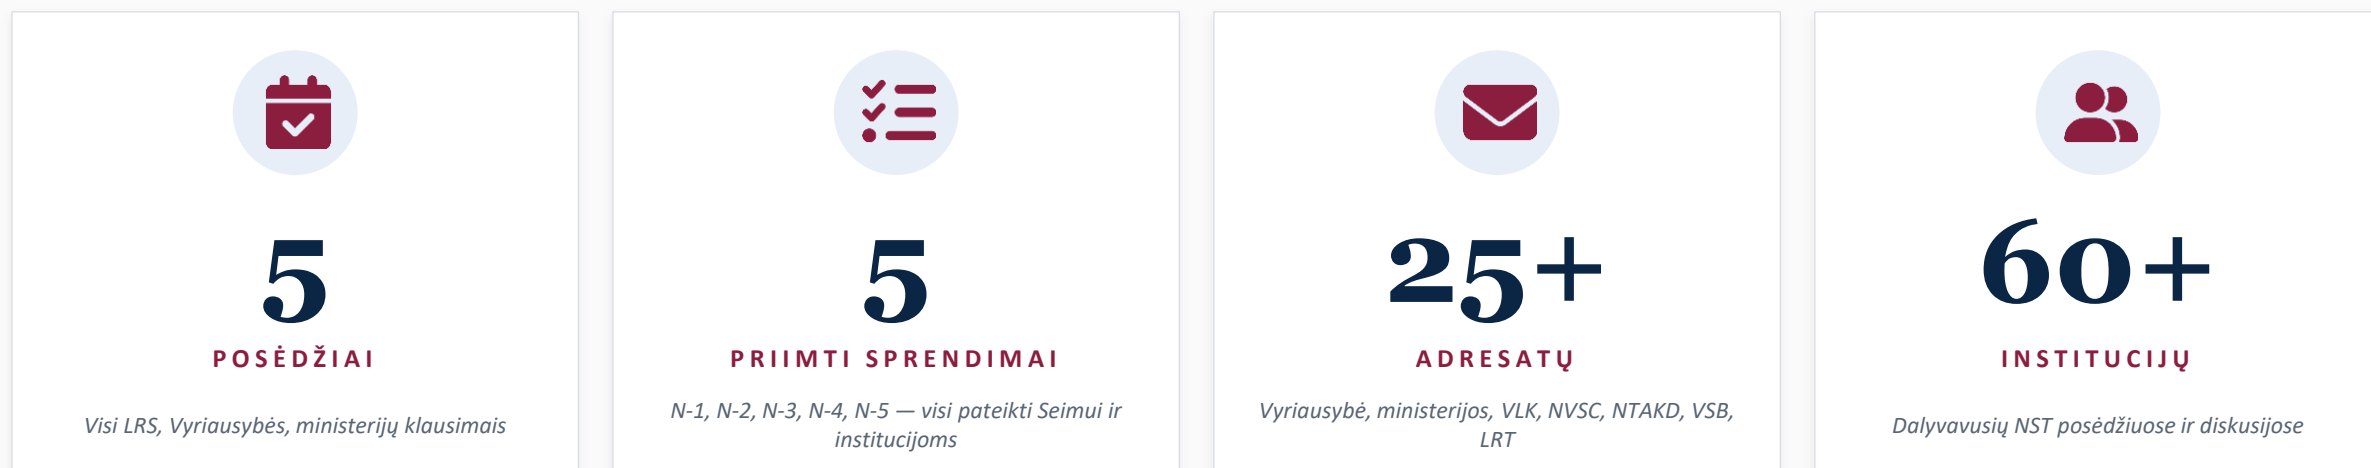 5
POSĖDŽIAI
Visi LRS, Vyriausybės, ministerijų klausimais
5
PRIIMTI SPRENDIMAI
N-1, N-2, N-3, N-4, N-5 — visi pateikti Seimui ir
institucijoms
25+
ADRESATŲ
Vyriausybė, ministerijos, VLK, NVSC, NTAKD, VSB,
LRT
60+
INSTITUCIJŲ
Dalyvavusių NST posėdžiuose ir diskusijose